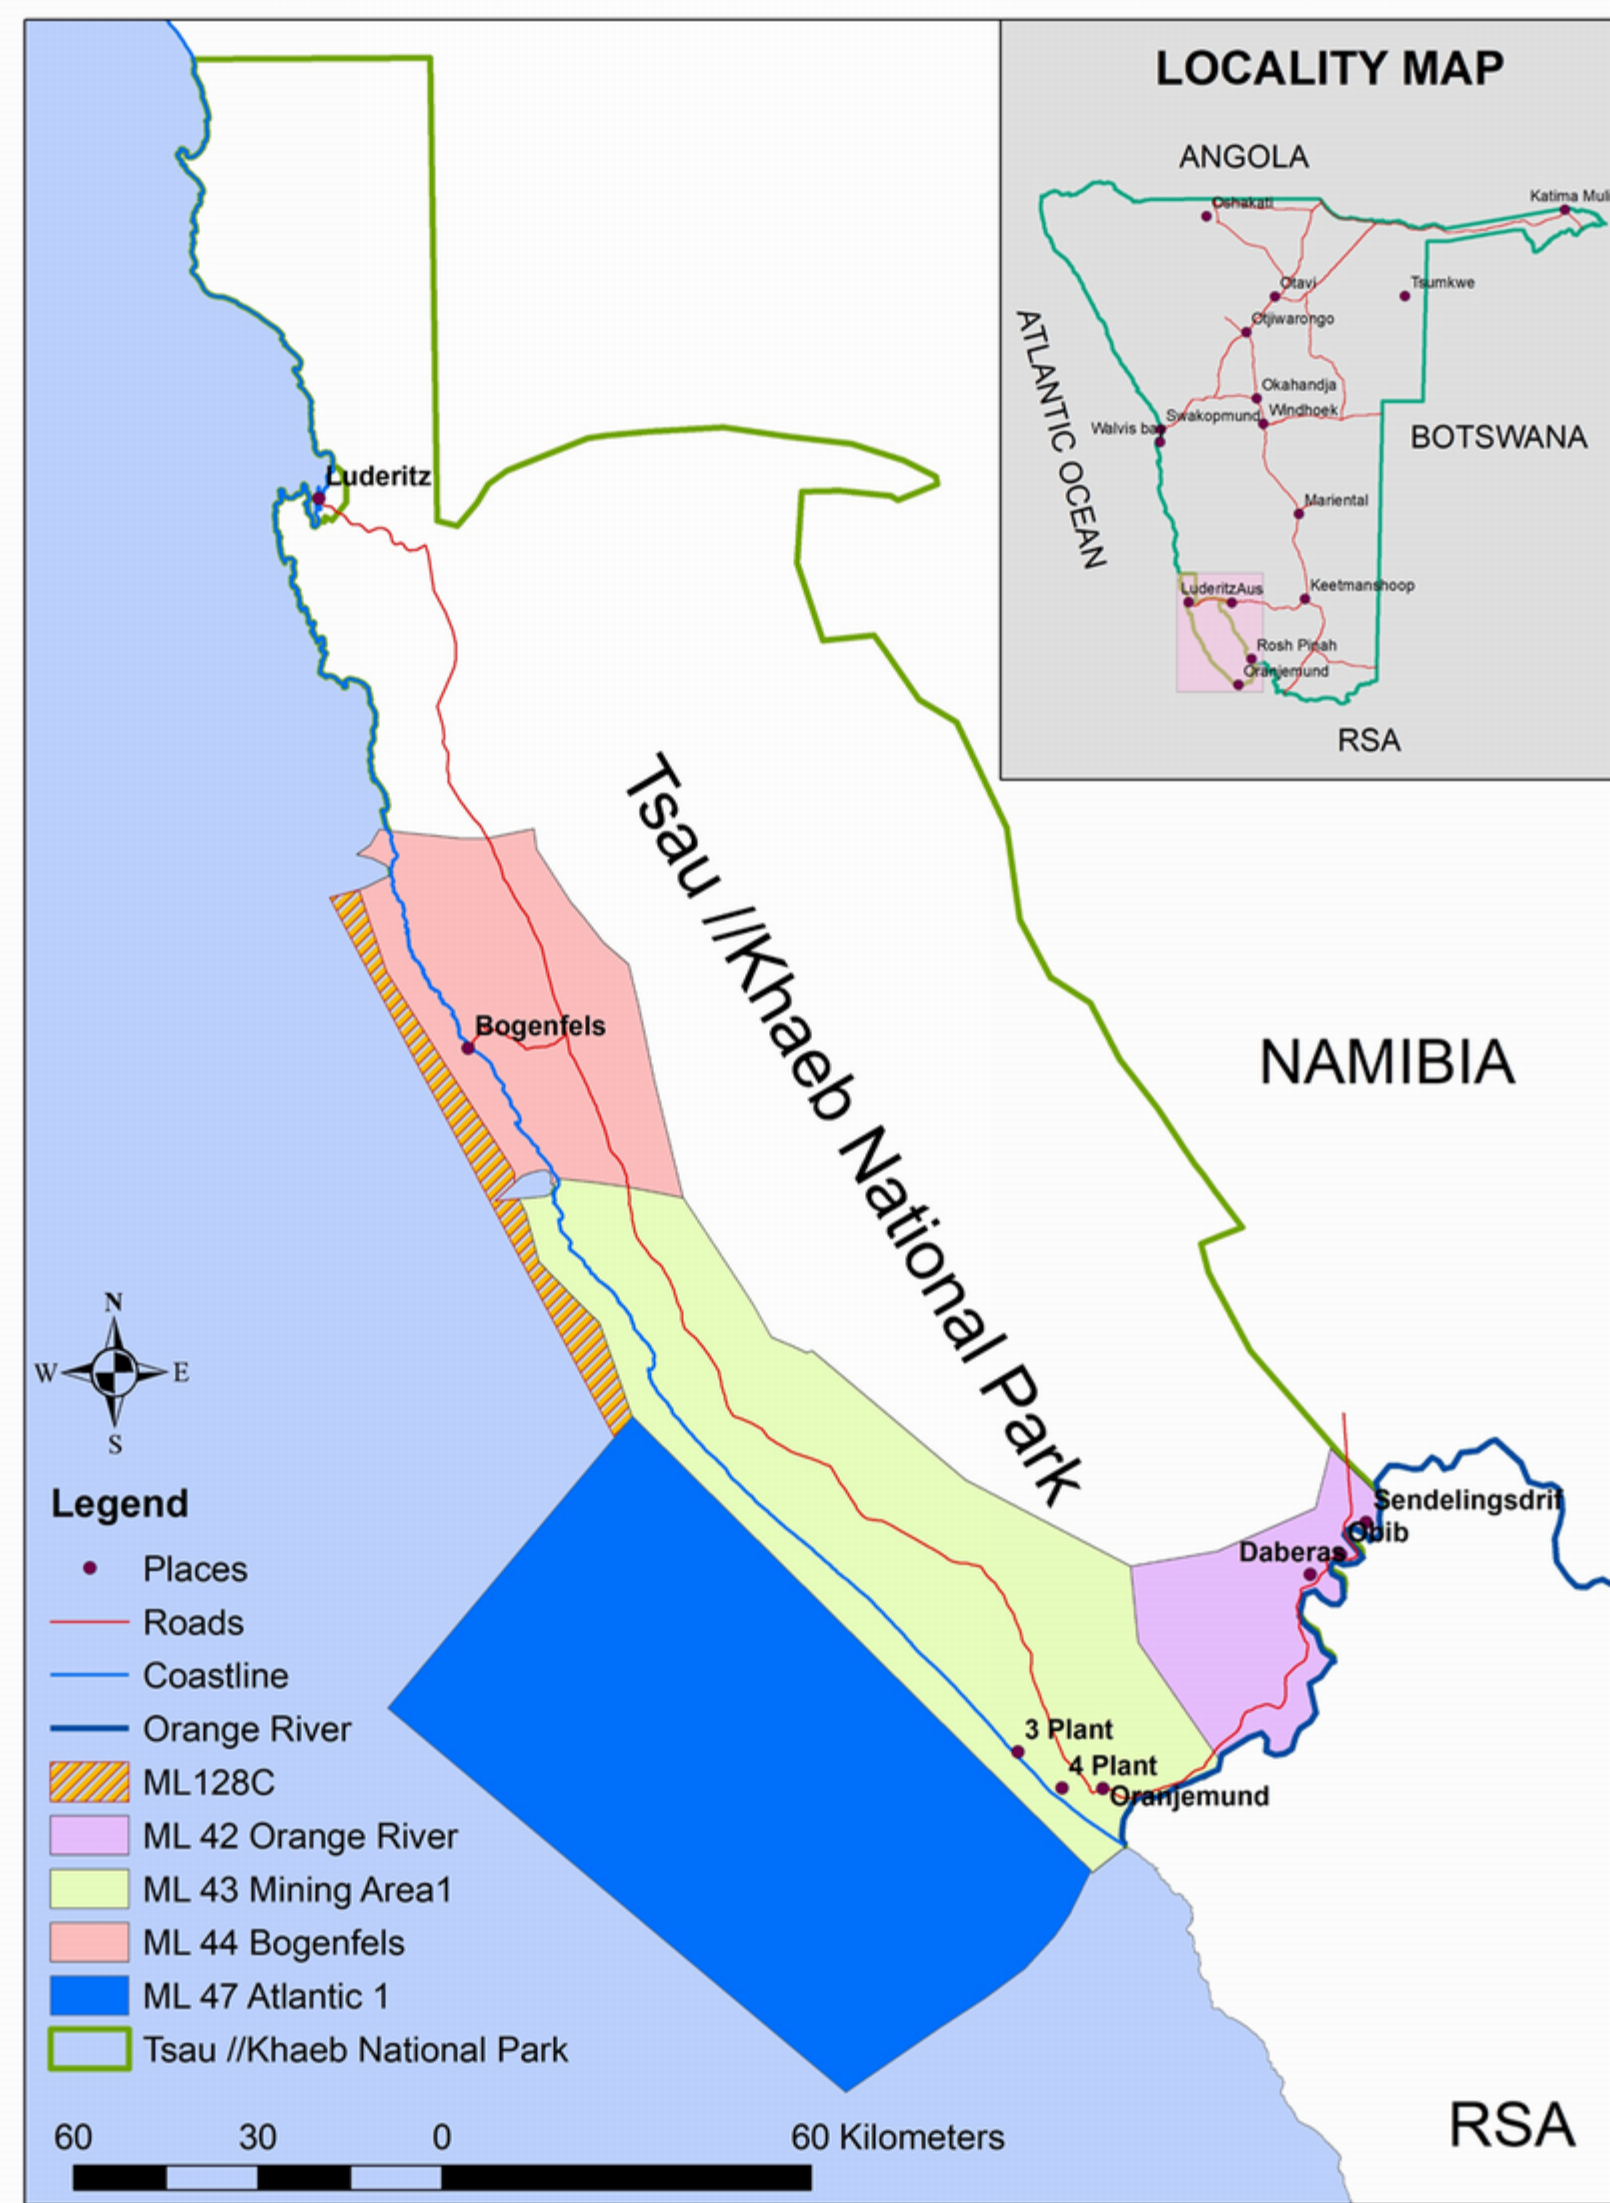 LOCALITY MAP
ANGOLA
Oshakati
Katima Muli
Otavi
Tsumkwe
Otjiwarongo
ATLANTIC OCEAN
Okahandja
Swakopmund
Windhoek
Walvis ba
BOTSWANA
Mariental
Luderitz
Aus
Keetmanshoop
Rosh Pinah
Oranjemund
RSA
Luderitz
Tsau //Khaeb National Park
Bogenfels
NAMIBIA
N
W
E
S
Sendelingsdrif
Obib
Daberas
3 Plant
4 Plant
Oranjemund
Legend
Places
Roads
Coastline
Orange River
ML128C
ML 42 Orange River
ML 43 Mining Area1
ML 44 Bogenfels
ML 47 Atlantic 1
Tsau //Khaeb National Park
RSA
60 30 0 60 Kilometers